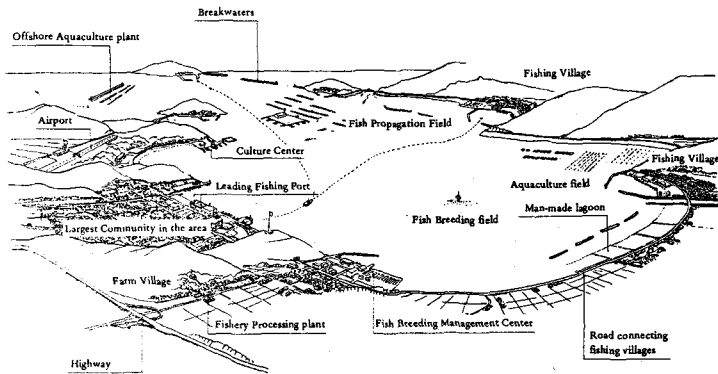 Breakwaters
Offshore Aquaculture plant
Fishing Village
Airport
Fish Propagation Field
Culture Center
Fishing Village
Leading Fishing Port
Aquaculture field
Man-made lagoon
Fish Breeding field
Largest Community in the area
Farm Village
Fishery Processing plant
Fish Breeding Management Center
Road connecting
fishing villages
Highway